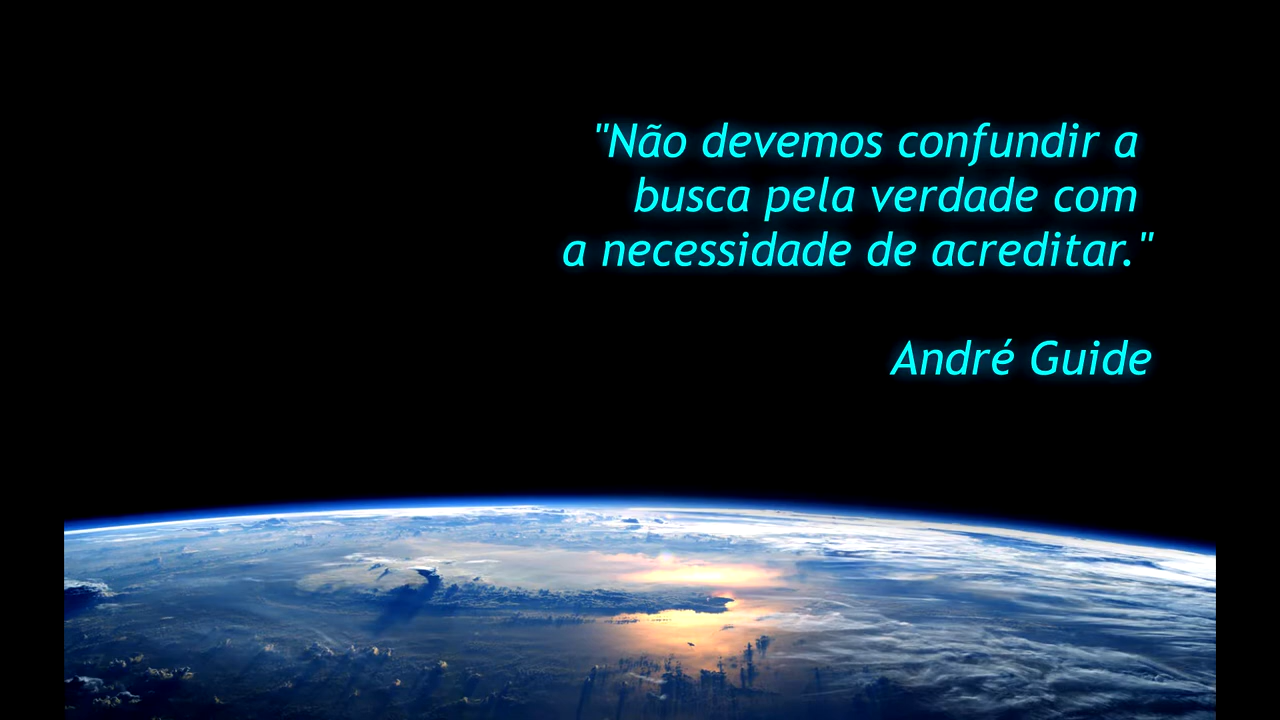 "Não devemos confundir a
busca pela verdade com
a necessidade de acreditar."
André Guide